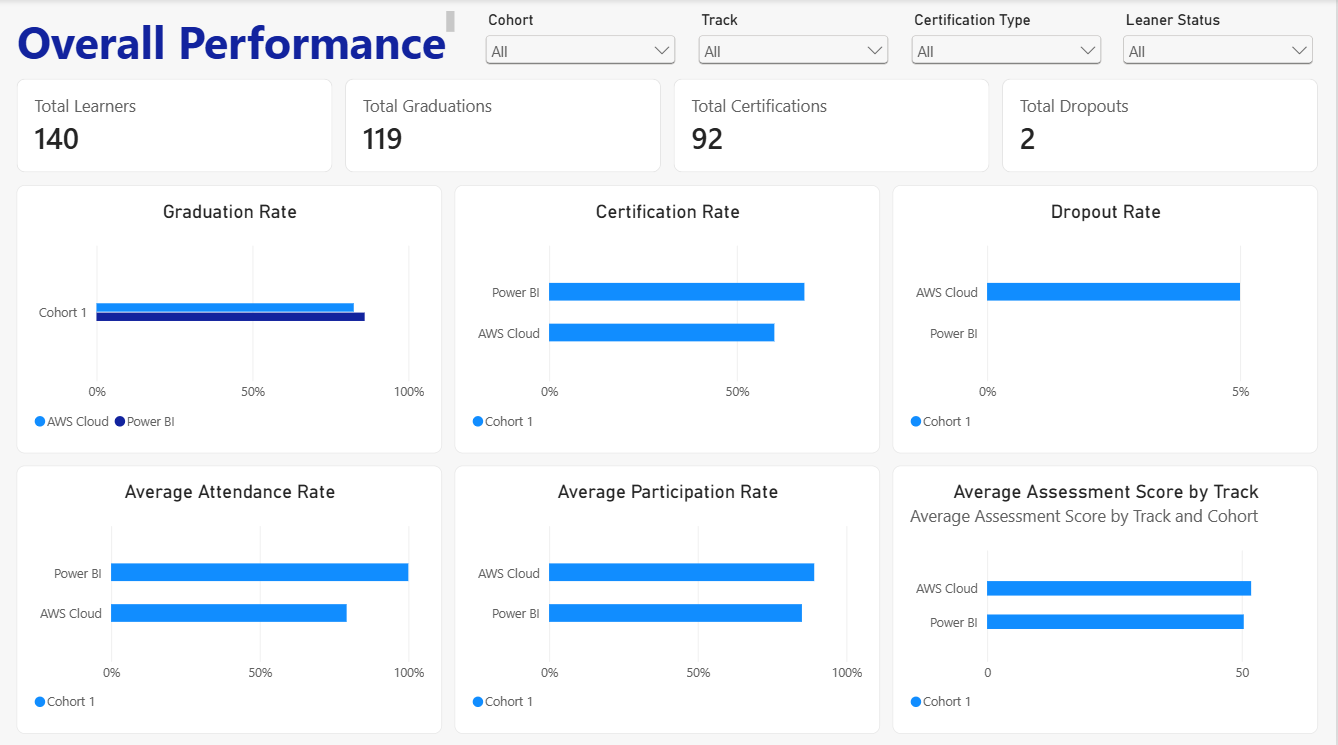 Overall Performance
Cohort
All
Track
All
Certification Type
All
Leaner Status
All
Total Learners
140
Total Graduations
119
Total Certifications
92
Total Dropouts
2
Graduation Rate
Cohort 1
0% 50% 100%
AWS Cloud Power BI
Certification Rate
Power BI
AWS Cloud
0% 50%
Cohort 1
Dropout Rate
AWS Cloud
Power BI
0% 5%
Cohort 1
Average Attendance Rate
Power BI
AWS Cloud
0% 50% 100%
Cohort 1
Average Participation Rate
AWS Cloud
Power BI
0% 50% 100%
Cohort 1
Average Assessment Score by Track
Average Assessment Score by Track and Cohort
AWS Cloud
Power BI
0 50
Cohort 1